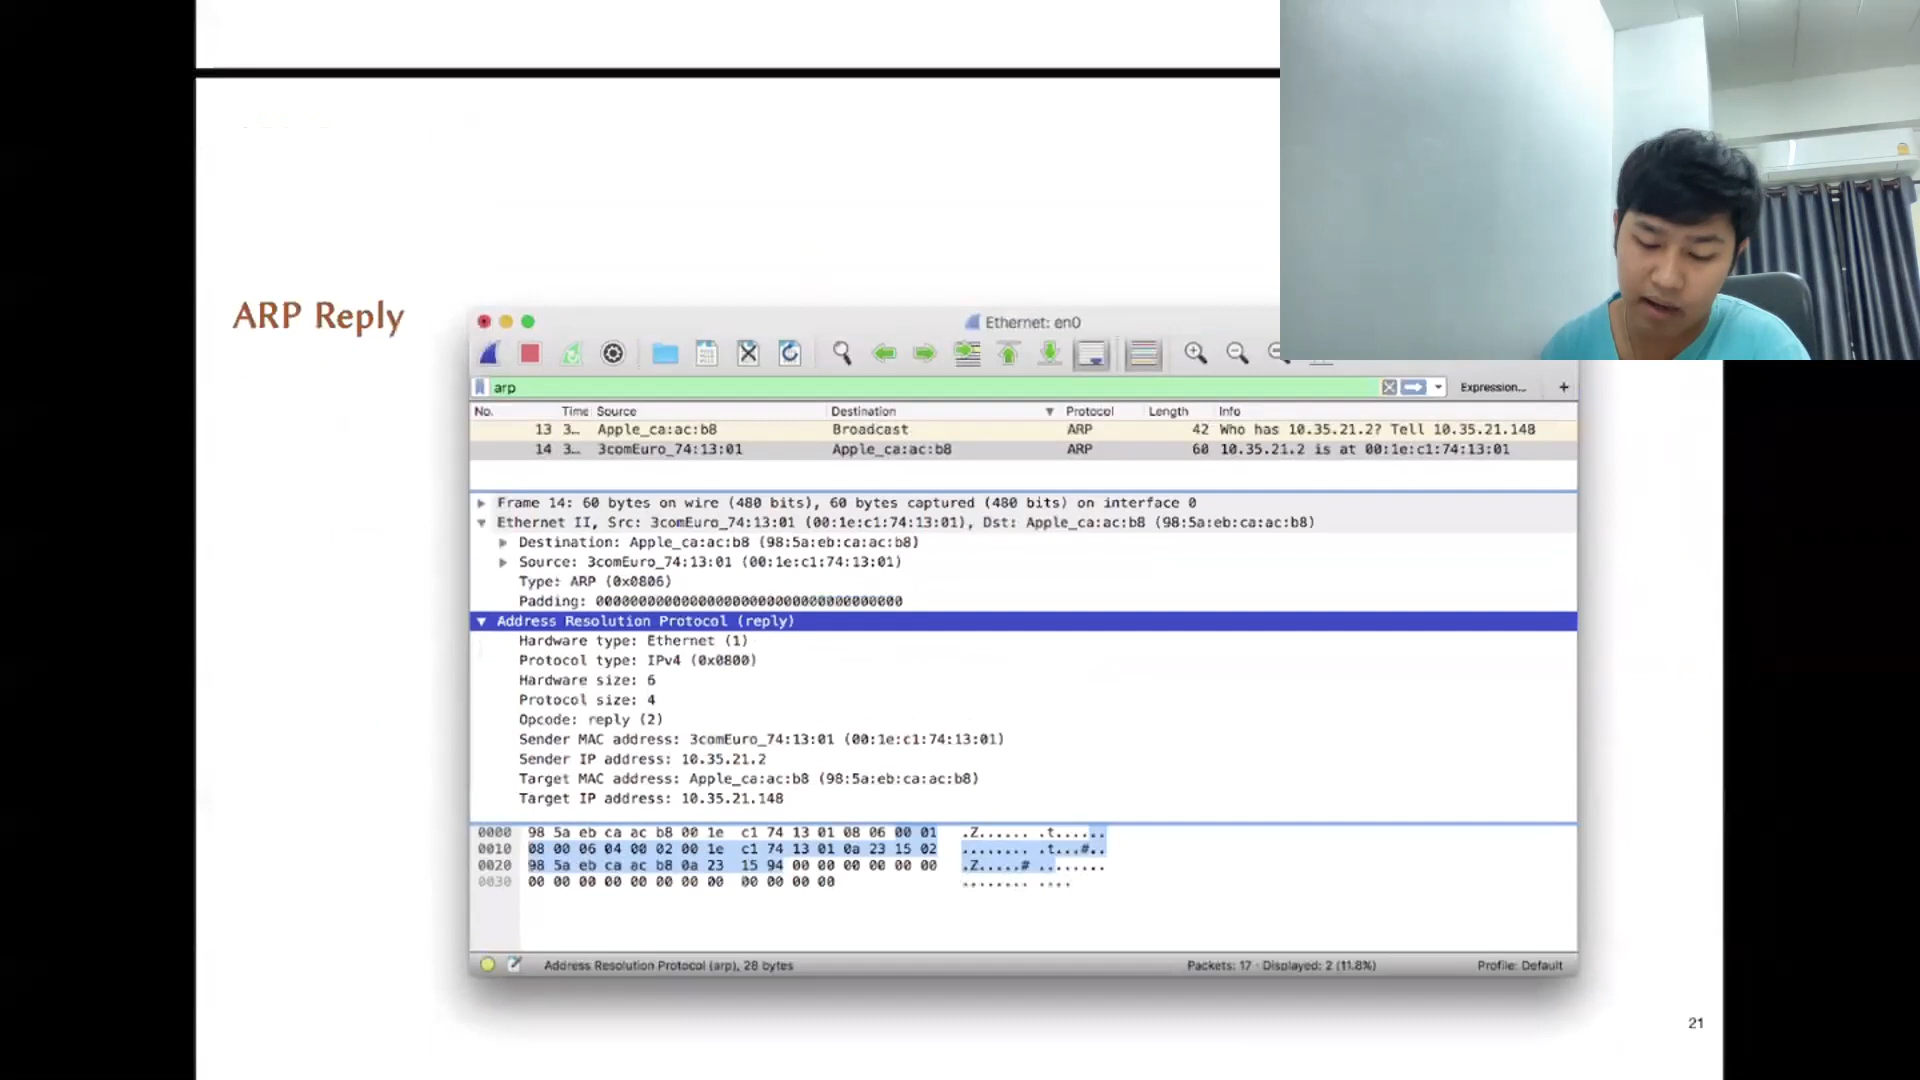 ARP Reply
Ethernet: en0
arp
Expression...
+
No. Time Source Destination Protocol Length Info
13 3... Apple_ca:ac:b8 Broadcast ARP 42 Who has 10.35.21.2? Tell 10.35.21.148
14 3... 3comEuro_74:13:01 Apple_ca:ac:b8 ARP 60 10.35.21.2 is at 00:1e:c1:74:13:01
Frame 14: 60 bytes on wire (480 bits), 60 bytes captured (480 bits) on interface 0
Ethernet II, Src: 3comEuro_74:13:01 (00:1e:c1:74:13:01), Dst: Apple_ca:ac:b8 (98:5a:eb:ca:ac:b8)
Destination: Apple_ca:ac:b8 (98:5a:eb:ca:ac:b8)
Source: 3comEuro_74:13:01 (00:1e:c1:74:13:01)
Type: ARP (0x0806)
Padding: 000000000000000000000000000000000000
Address Resolution Protocol (reply)
Hardware type: Ethernet (1)
Protocol type: IPv4 (0x0800)
Hardware size: 6
Protocol size: 4
Opcode: reply (2)
Sender MAC address: 3comEuro_74:13:01 (00:1e:c1:74:13:01)
Sender IP address: 10.35.21.2
Target MAC address: Apple_ca:ac:b8 (98:5a:eb:ca:ac:b8)
Target IP address: 10.35.21.148
0000 98 5a eb ca ac b8 00 1e c1 74 13 01 08 06 00 01 .Z...... .t......
0010 08 00 06 04 00 02 00 1e c1 74 13 01 0a 23 15 02 ........ .t...#..
0020 98 5a eb ca ac b8 0a 23 15 94 00 00 00 00 00 00 .Z.....# ........
0030 00 00 00 00 00 00 00 00 00 00 00 00 ........ ....
Address Resolution Protocol (arp), 28 bytes
Packets: 17 · Displayed: 2 (11.8%)
Profile: Default
21